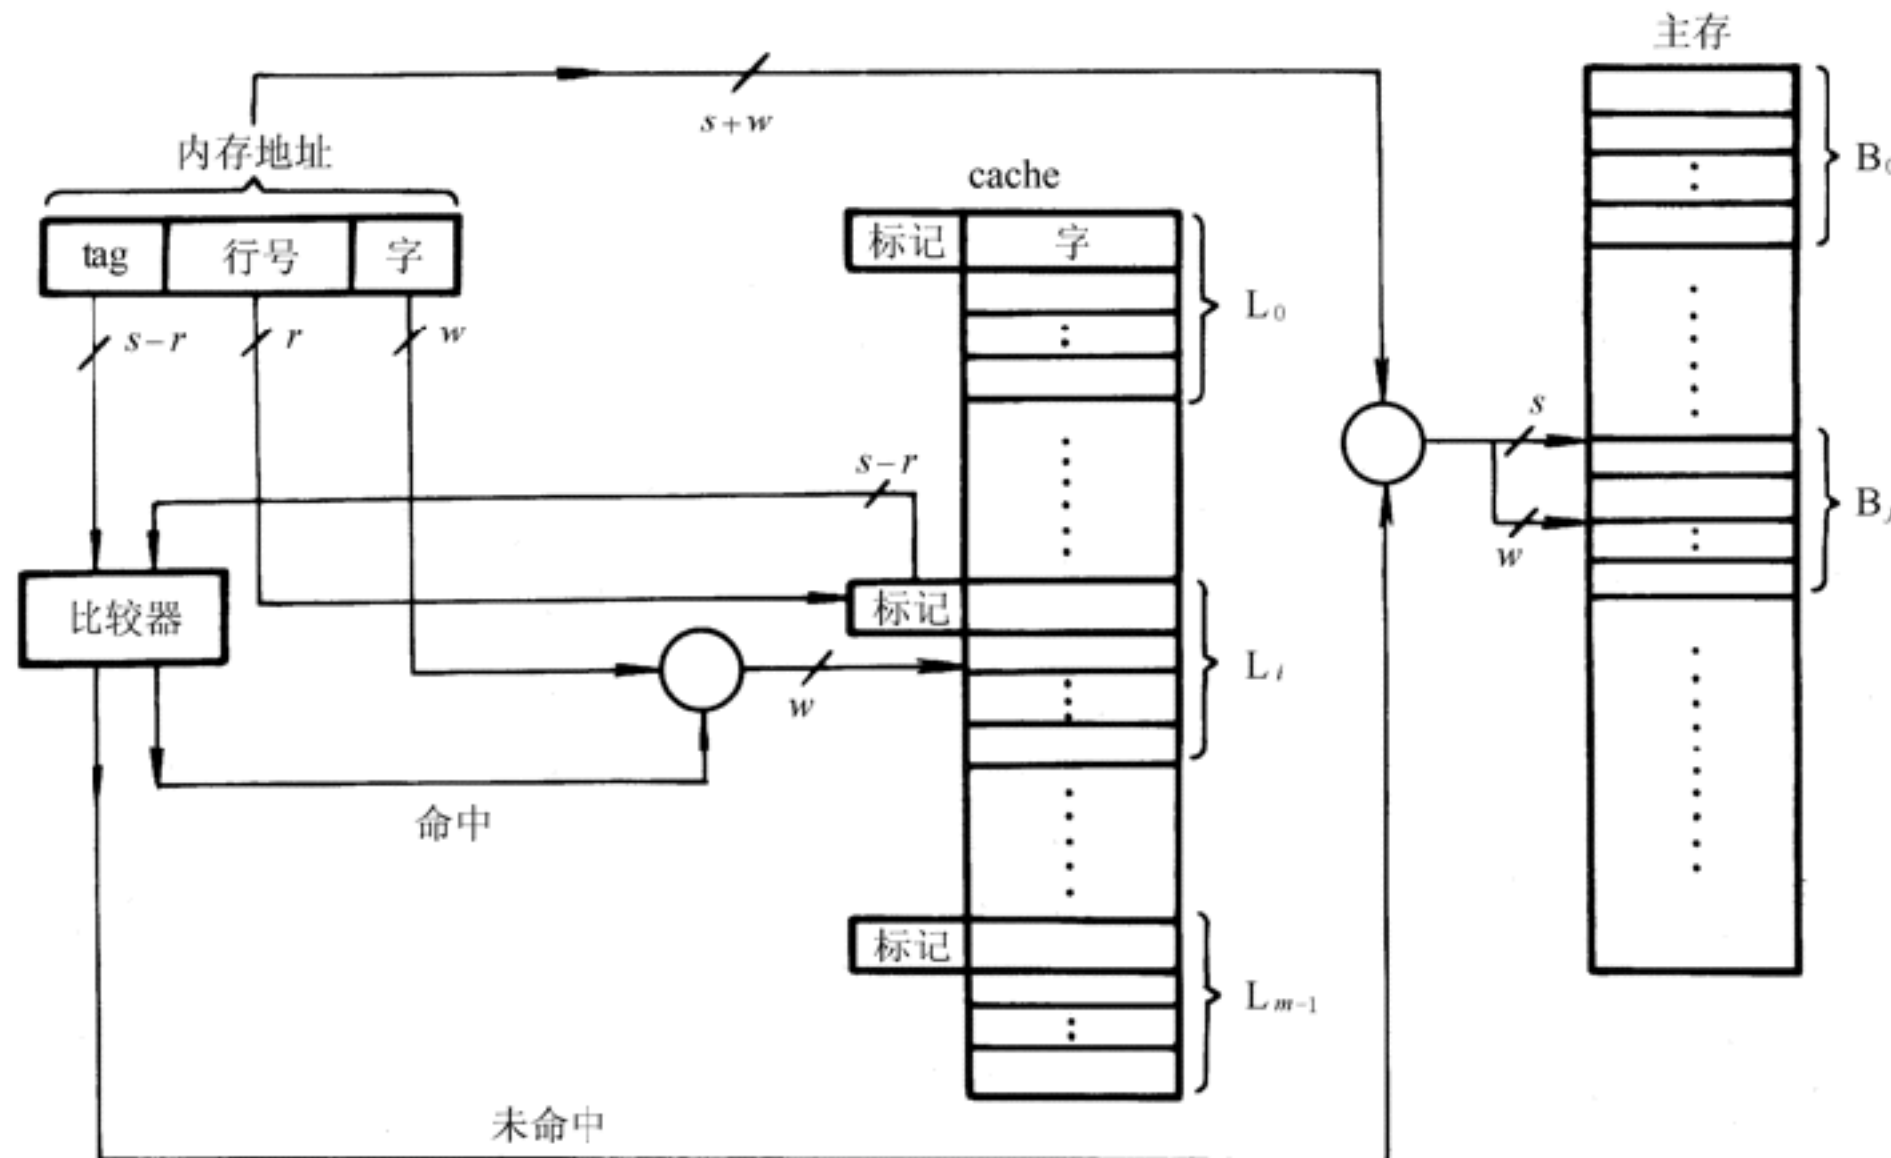 主存
s+w
内存地址
B₀
cache
tag 行号 字
标记 字
L₀
s-r r w
s-r
s
B
w
标记
比较器
Lᵢ
w
命中
标记
Lₘ₋₁
未命中